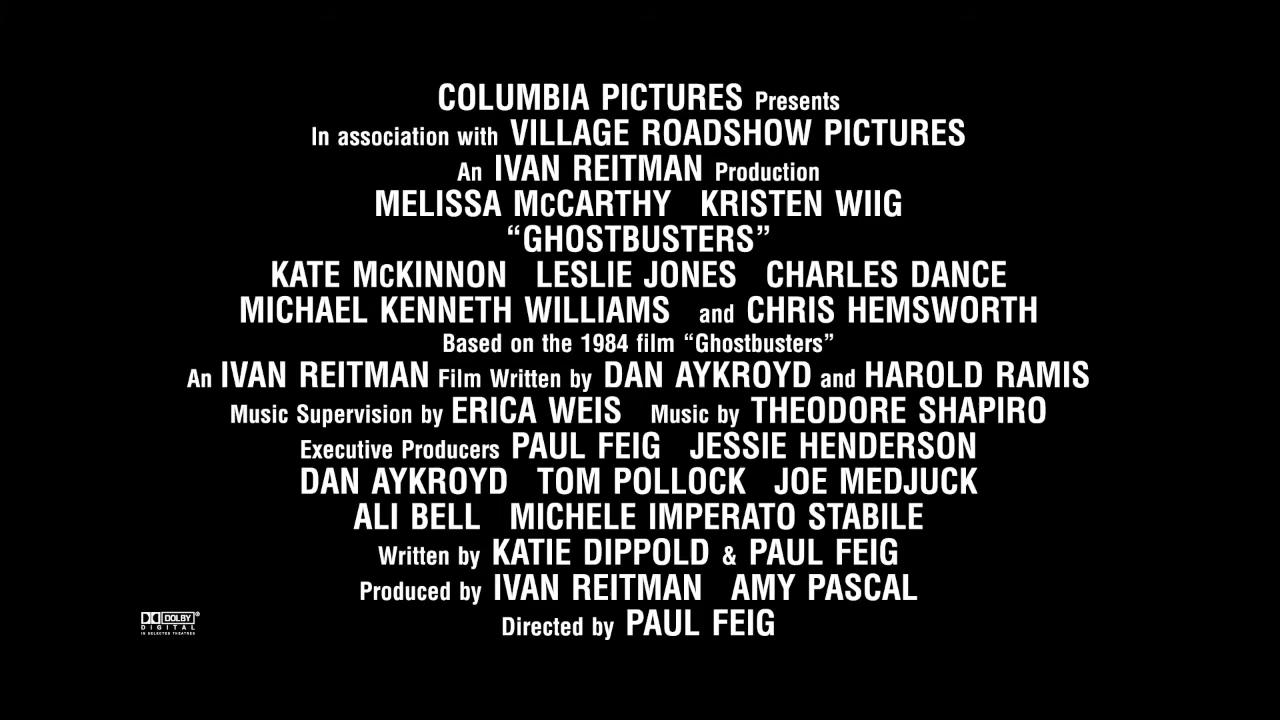 COLUMBIA PICTURES Presents
In association with VILLAGE ROADSHOW PICTURES
An IVAN REITMAN Production
MELISSA McCARTHY KRISTEN WIIG
“GHOSTBUSTERS”
KATE McKINNON LESLIE JONES CHARLES DANCE
MICHAEL KENNETH WILLIAMS and CHRIS HEMSWORTH
Based on the 1984 film “Ghostbusters”
An IVAN REITMAN Film Written by DAN AYKROYD and HAROLD RAMIS
Music Supervision by ERICA WEIS Music by THEODORE SHAPIRO
Executive Producers PAUL FEIG JESSIE HENDERSON
DAN AYKROYD TOM POLLOCK JOE MEDJUCK
ALI BELL MICHELE IMPERATO STABILE
Written by KATIE DIPPOLD & PAUL FEIG
Produced by IVAN REITMAN AMY PASCAL
Directed by PAUL FEIG
DOLBY®
DIGITAL
IN SELECTED THEATRES